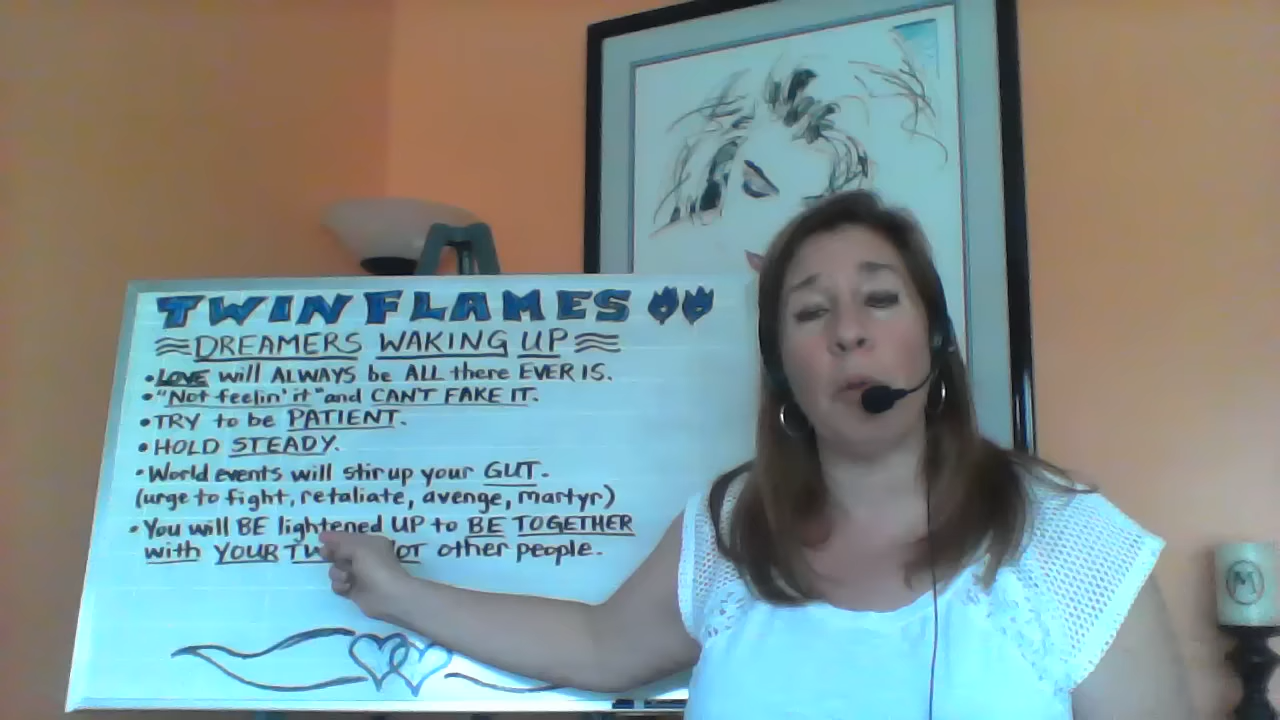 TWIN FLAMES
DREAMERS WAKING UP
• LOVE will ALWAYS be ALL there EVER IS.
• "Not feelin' it" and CAN'T FAKE IT.
• TRY to be PATIENT.
• HOLD STEADY.
• World events will stir up your GUT.
(urge to fight, retaliate, avenge, martyr)
• You will BE lightened UP to BE TOGETHER
with YOUR other people.
M